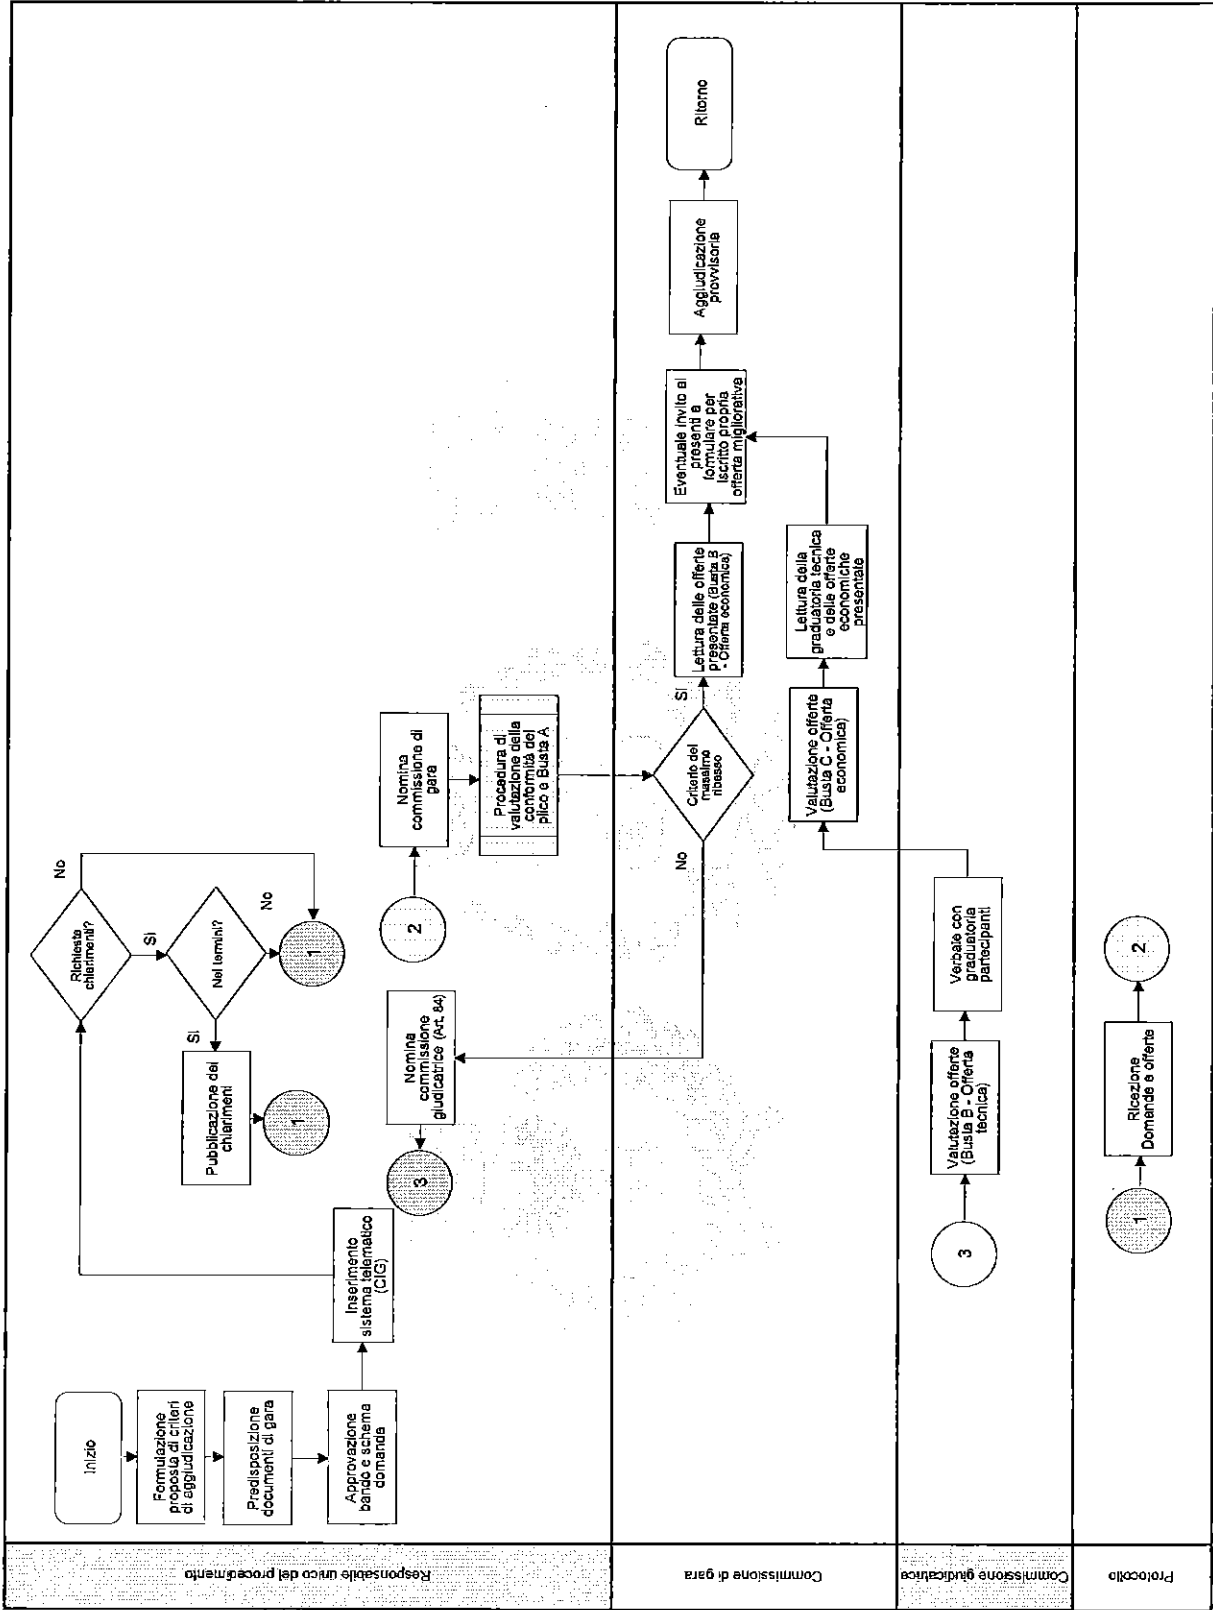 Responsabile unico del procedimento
Inizio
Formulazione
proposta di criteri
di aggiudicazione
Predisposizione
documenti di gara
Approvazione
bando e schema
domanda
Inserimento
sistema telematico
(CIG)
Richieste
chiarimenti?
No
Si
Nei termini?
No
Si
1
Pubblicazione dei
chiarimenti
1
2
Nomina
commissione di
gara
Procedura di
valutazione della
conformità del
plico e Busta A
Nomina
commissione
giudicatrice (Art. 84)
3
Commissione di gara
Criterio del
massimo
ribasso
Si
No
Lettura delle offerte
presentate (Busta B
- Offerta economica)
Eventuale invito ai
presenti a
formulare per
iscritto propria
offerta migliorativa
Aggiudicazione
provvisoria
Ritorno
Valutazione offerte
(Busta C - Offerta
economica)
Lettura della
graduatoria tecnica
e delle offerte
economiche
presentate
Commissione giudicatrice
3
Valutazione offerte
(Busta B - Offerta
tecnica)
Verbale con
graduatoria
partecipanti
Protocollo
1
Ricezione
Domande e offerte
2